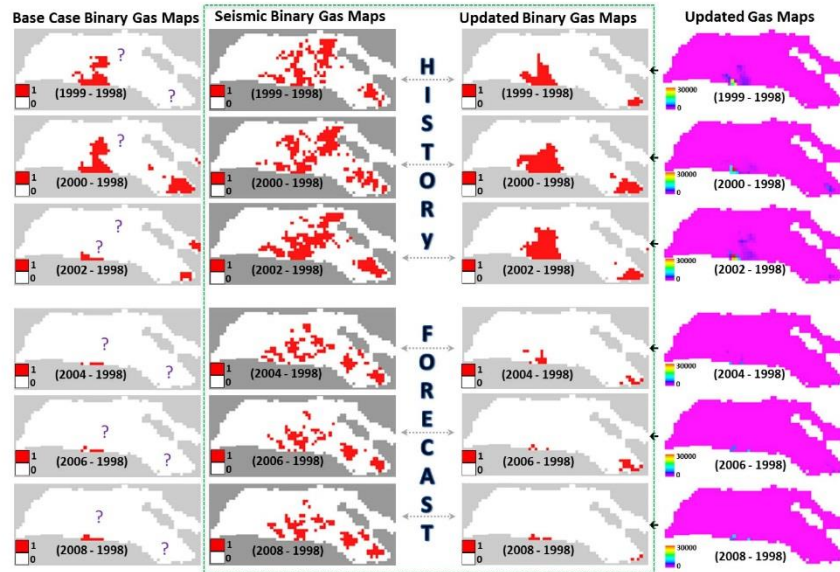 Base Case Binary Gas Maps
Seismic Binary Gas Maps
Updated Binary Gas Maps
Updated Gas Maps
? ?
1
0
(1999 - 1998)
1
0
(1999 - 1998)
1
0
(1999 - 1998)
30000
0
(1999 - 1998)
?
1
0
(2000 - 1998)
1
0
(2000 - 1998)
1
0
(2000 - 1998)
30000
0
(2000 - 1998)
? ?
1
0
(2002 - 1998)
1
0
(2002 - 1998)
1
0
(2002 - 1998)
30000
0
(2002 - 1998)
HISTORy
? ?
1
0
(2004 - 1998)
1
0
(2004 - 1998)
1
0
(2004 - 1998)
30000
0
(2004 - 1998)
? ?
1
0
(2006 - 1998)
1
0
(2006 - 1998)
1
0
(2006 - 1998)
30000
0
(2006 - 1998)
? ?
1
0
(2008 - 1998)
1
0
(2008 - 1998)
1
0
(2008 - 1998)
30000
0
(2008 - 1998)
FORECAST